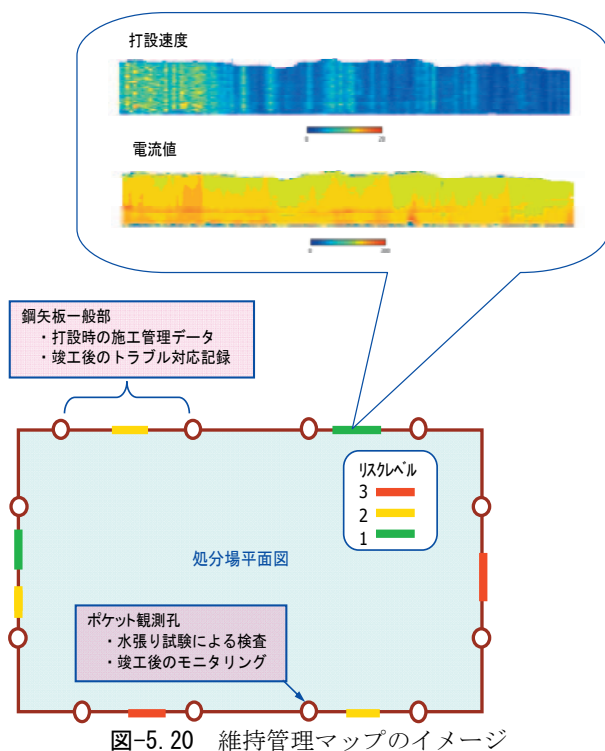 打設速度
0 20
電流値
0 200
鋼矢板一般部
・打設時の施工管理データ
・竣工後のトラブル対応記録
リスクレベル
3
2
1
処分場平面図
ポケット観測孔
・水張り試験による検査
・竣工後のモニタリング
図-5.20 維持管理マップのイメージ